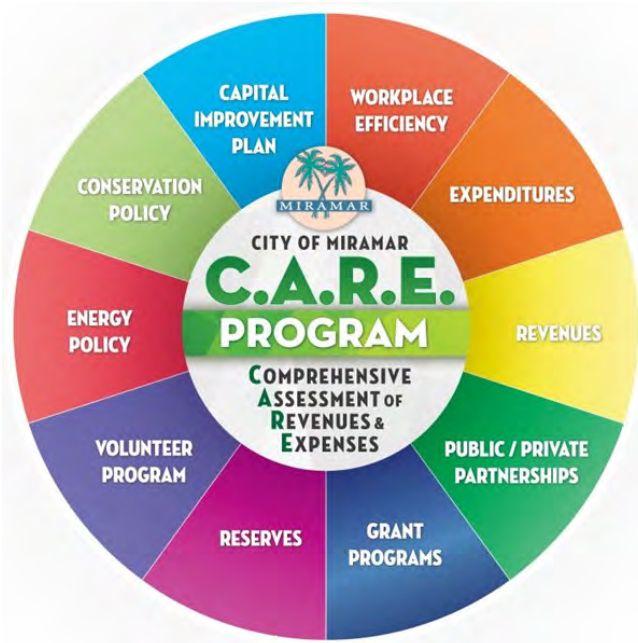 CAPITAL
IMPROVEMENT
PLAN
WORKPLACE
EFFICIENCY
EXPENDITURES
REVENUES
PUBLIC / PRIVATE
PARTNERSHIPS
GRANT
PROGRAMS
RESERVES
VOLUNTEER
PROGRAM
ENERGY
POLICY
CONSERVATION
POLICY
MIRAMAR
CITY OF MIRAMAR
C.A.R.E.
PROGRAM
COMPREHENSIVE
ASSESSMENT OF
REVENUES &
EXPENSES